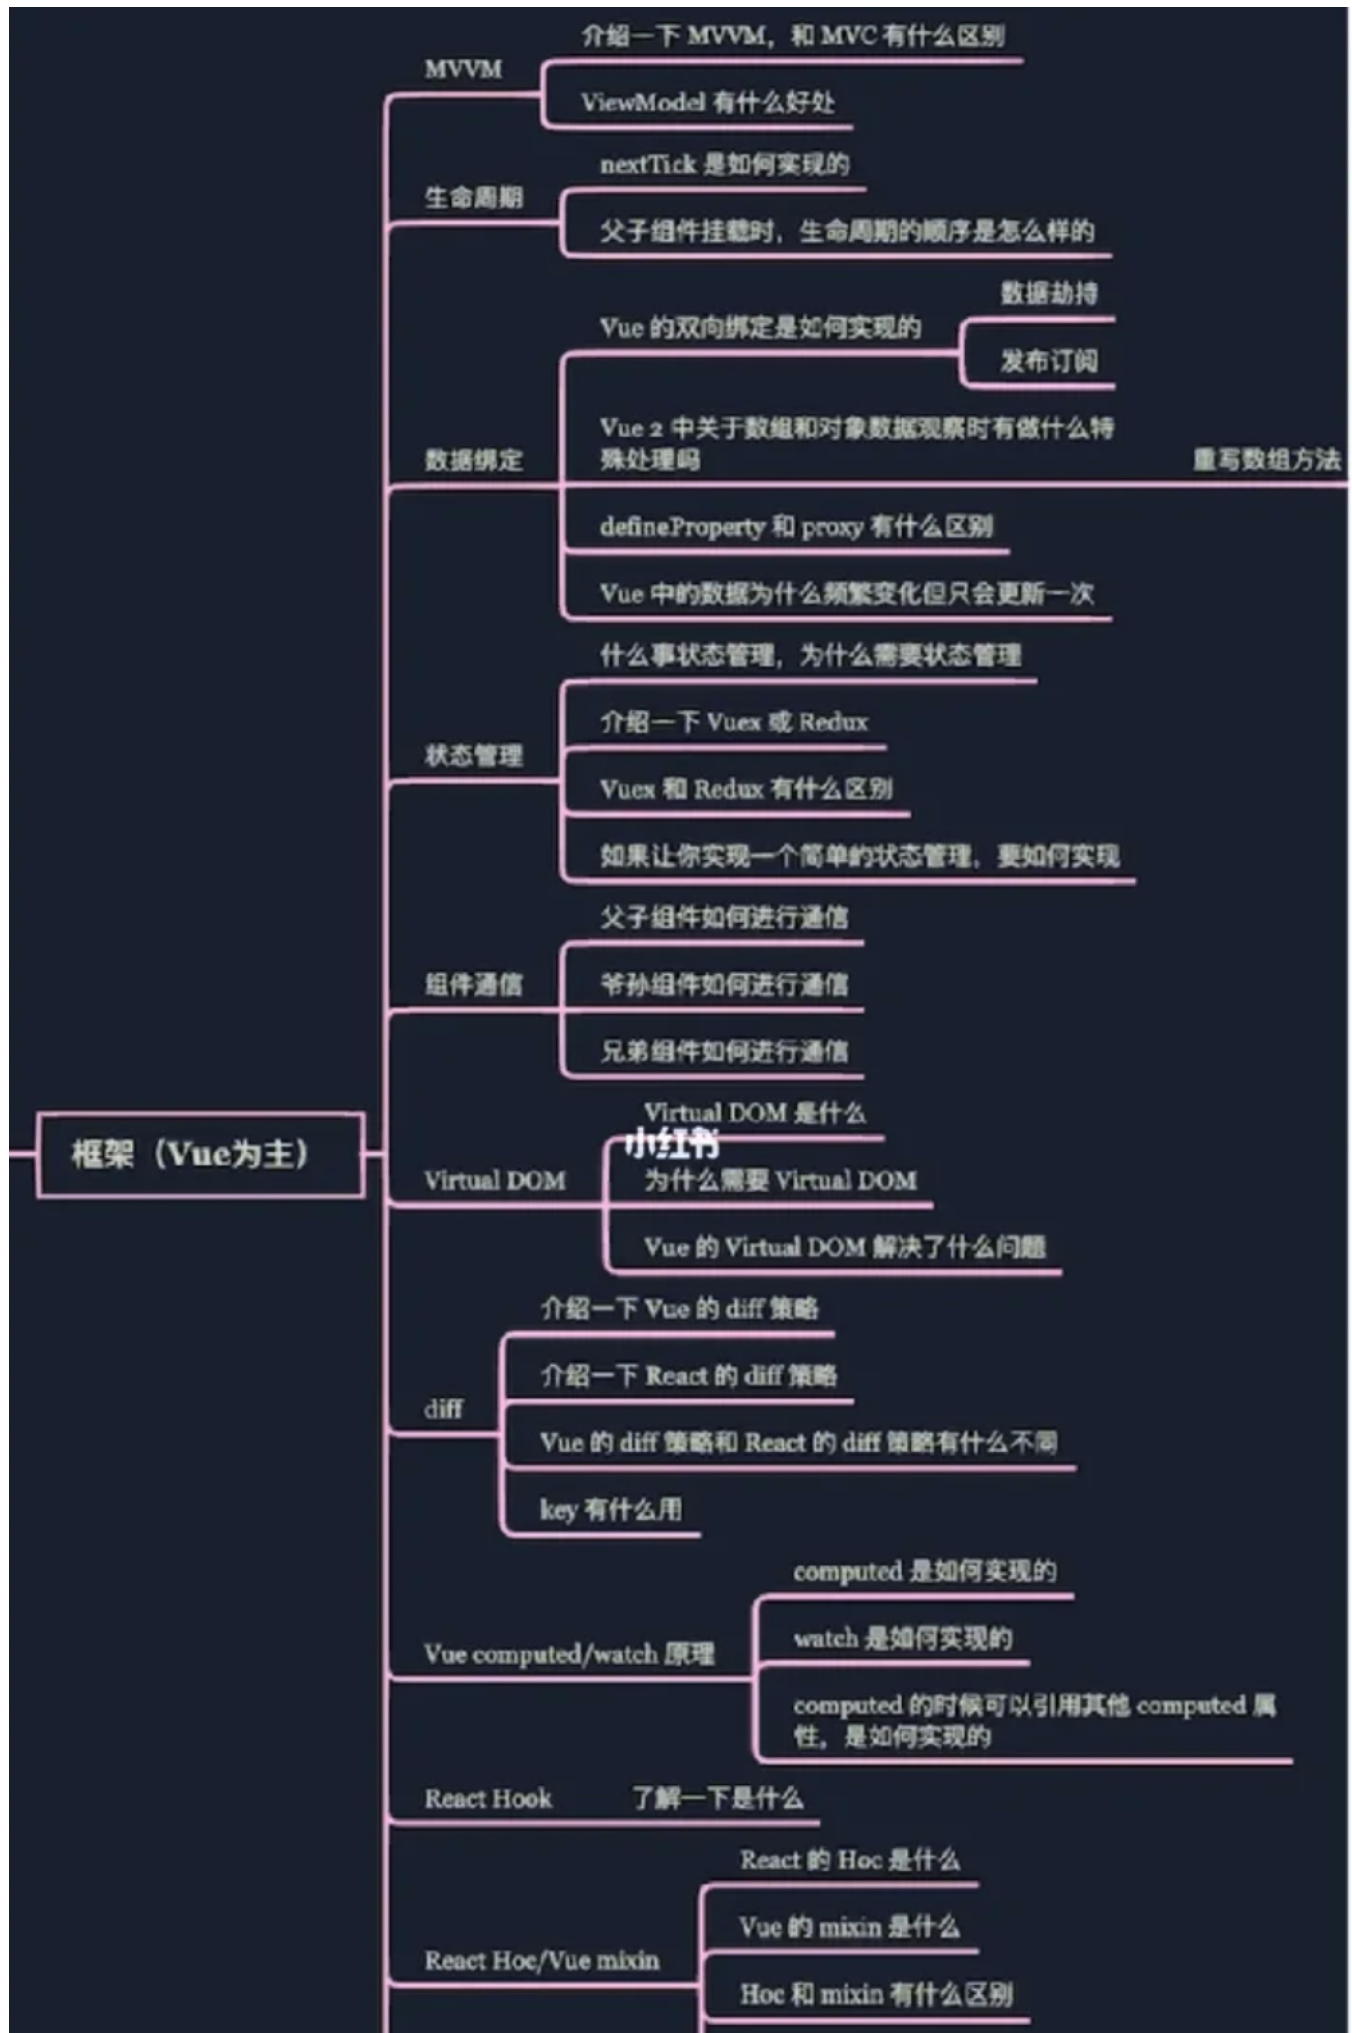 介绍一下 MVVM，和 MVC 有什么区别
MVVM
ViewModel 有什么好处
nextTick 是如何实现的
生命周期
父子组件挂载时，生命周期的顺序是怎么样的
数据劫持
Vue 的双向绑定是如何实现的
发布订阅
Vue 2 中关于数组和对象数据观察时有做什么特
殊处理吗
重写数组方法
数据绑定
defineProperty 和 proxy 有什么区别
Vue 中的数据为什么频繁变化但只会更新一次
什么事状态管理，为什么需要状态管理
介绍一下 Vuex 或 Redux
状态管理
Vuex 和 Redux 有什么区别
如果让你实现一个简单的状态管理，要如何实现
父子组件如何进行通信
组件通信
爷孙组件如何进行通信
兄弟组件如何进行通信
框架（Vue为主）
Virtual DOM 是什么
小红书
Virtual DOM
为什么需要 Virtual DOM
Vue 的 Virtual DOM 解决了什么问题
介绍一下 Vue 的 diff 策略
介绍一下 React 的 diff 策略
diff
Vue 的 diff 策略和 React 的 diff 策略有什么不同
key 有什么用
computed 是如何实现的
Vue computed/watch 原理
watch 是如何实现的
computed 的时候可以引用其他 computed 属
性，是如何实现的
React Hook
了解一下是什么
React 的 Hoc 是什么
Vue 的 mixin 是什么
React Hoc/Vue mixin
Hoc 和 mixin 有什么区别